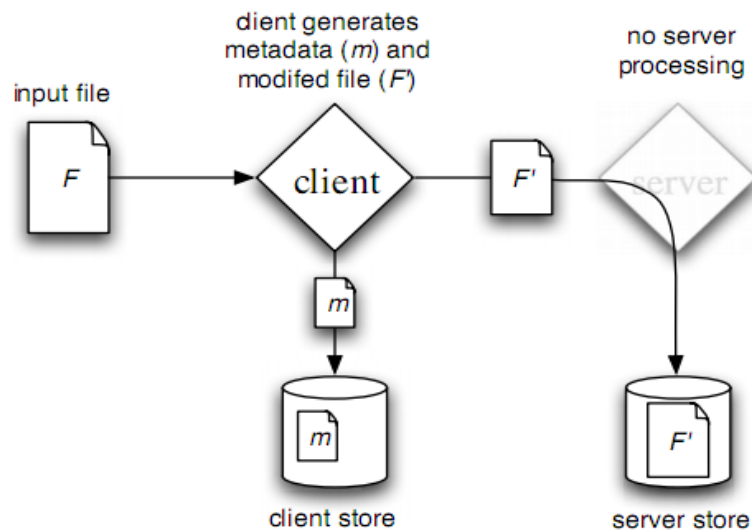 client generates
metadata (m) and
modifed file (F')
no server
processing
input file
F
client
F'
server
m
m
F'
client store
server store